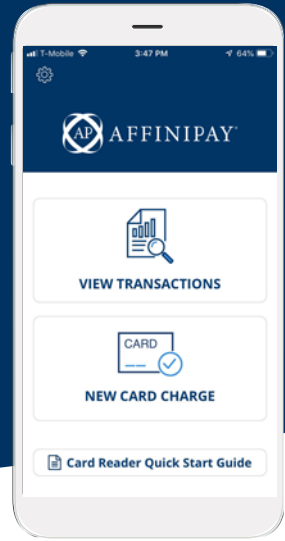 T-Mobile 3:47 PM 64%
AP AFFINIPAY
VIEW TRANSACTIONS
CARD
NEW CARD CHARGE
Card Reader Quick Start Guide